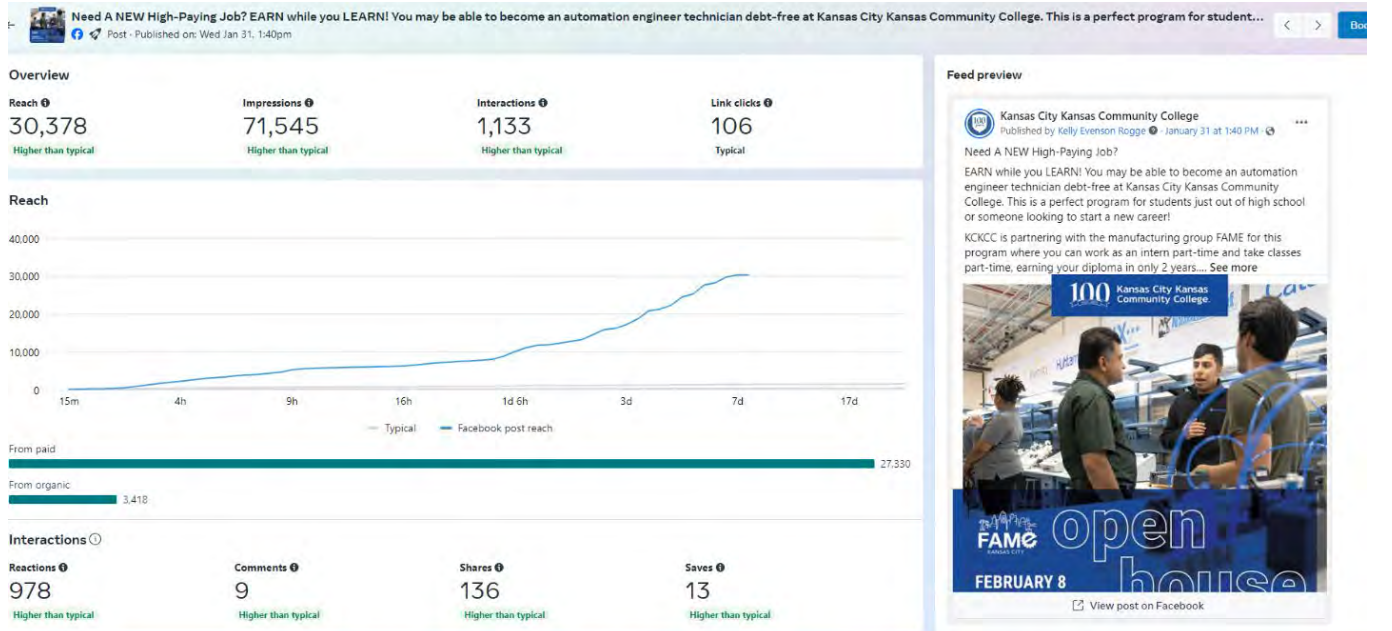 Need A NEW High-Paying Job? EARN while you LEARN! You may be able to become an automation engineer technician debt-free at Kansas City Kansas Community College. This is a perfect program for student...
Post · Published on: Wed Jan 31, 1:40pm
Overview
Reach
Impressions
Interactions
Link clicks
30,378
71,545
1,133
106
Higher than typical
Higher than typical
Higher than typical
Typical
Reach
40,000
30,000
20,000
10,000
0
15m 4h 9h 16h 1d 6h 3d 7d 17d
Typical Facebook post reach
From paid
27,330
From organic
3,418
Interactions
Reactions
Comments
Shares
Saves
978
9
136
13
Higher than typical
Higher than typical
Higher than typical
Higher than typical
Feed preview
100
Kansas City Kansas Community College
Published by Kelly Evenson Rogge · January 31 at 1:40 PM ·
Need A NEW High-Paying Job?
EARN while you LEARN! You may be able to become an automation
engineer technician debt-free at Kansas City Kansas Community
College. This is a perfect program for students just out of high school
or someone looking to start a new career!
KCKCC is partnering with the manufacturing group FAME for this
program where you can work as an intern part-time and take classes
part-time, earning your diploma in only 2 years.... See more
100 Kansas City Kansas
Community College.
FAME
KANSAS CITY
open
house
FEBRUARY 8
View post on Facebook